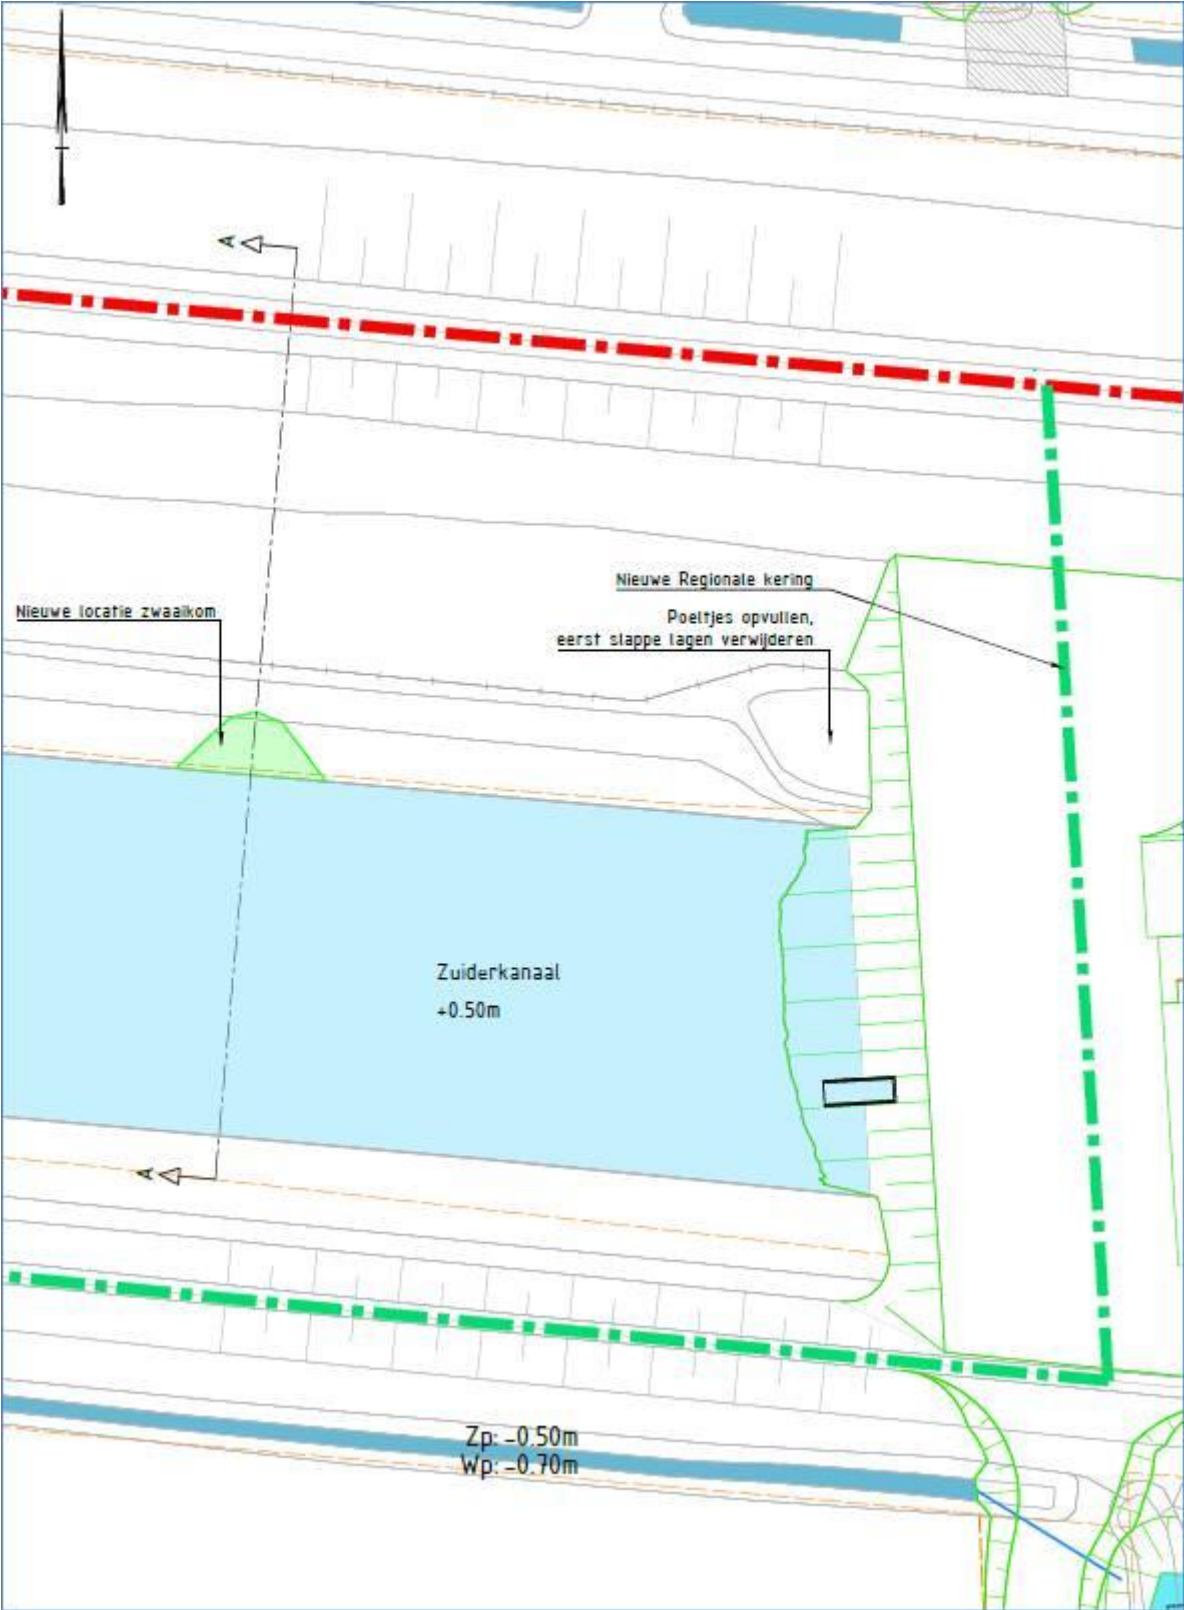 A
Nieuwe Regionale kering
Nieuwe locatie zwaaikom
Poeltjes opvullen,
eerst slappe lagen verwijderen
Zuiderkanaal
+0.50m
A
Zp: -0.50m
Wp: -0.70m